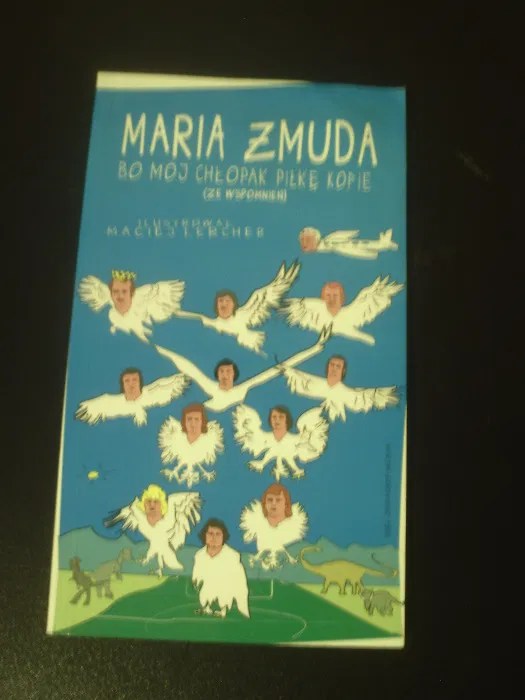 MARIA ŻMUDA
BO MÓJ CHŁOPAK PIŁKĘ KOPIE
(ZE WSPOMNIEŃ)
ILUSTROWAŁ
MACIEJ LERCHER